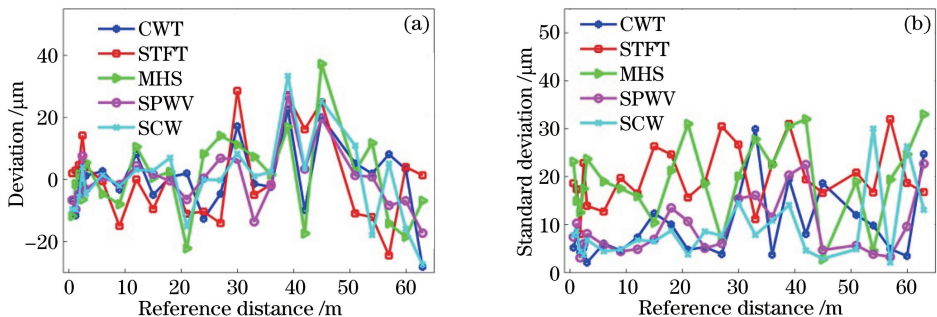 (a)
CWT
STFT
MHS
SPWV
SCW
Deviation /μm
40
20
0
−20
0 10 20 30 40 50 60
Reference distance /m
(b)
CWT
STFT
MHS
SPWV
SCW
Standard deviation /μm
50
40
30
20
10
0
0 10 20 30 40 50 60
Reference distance /m